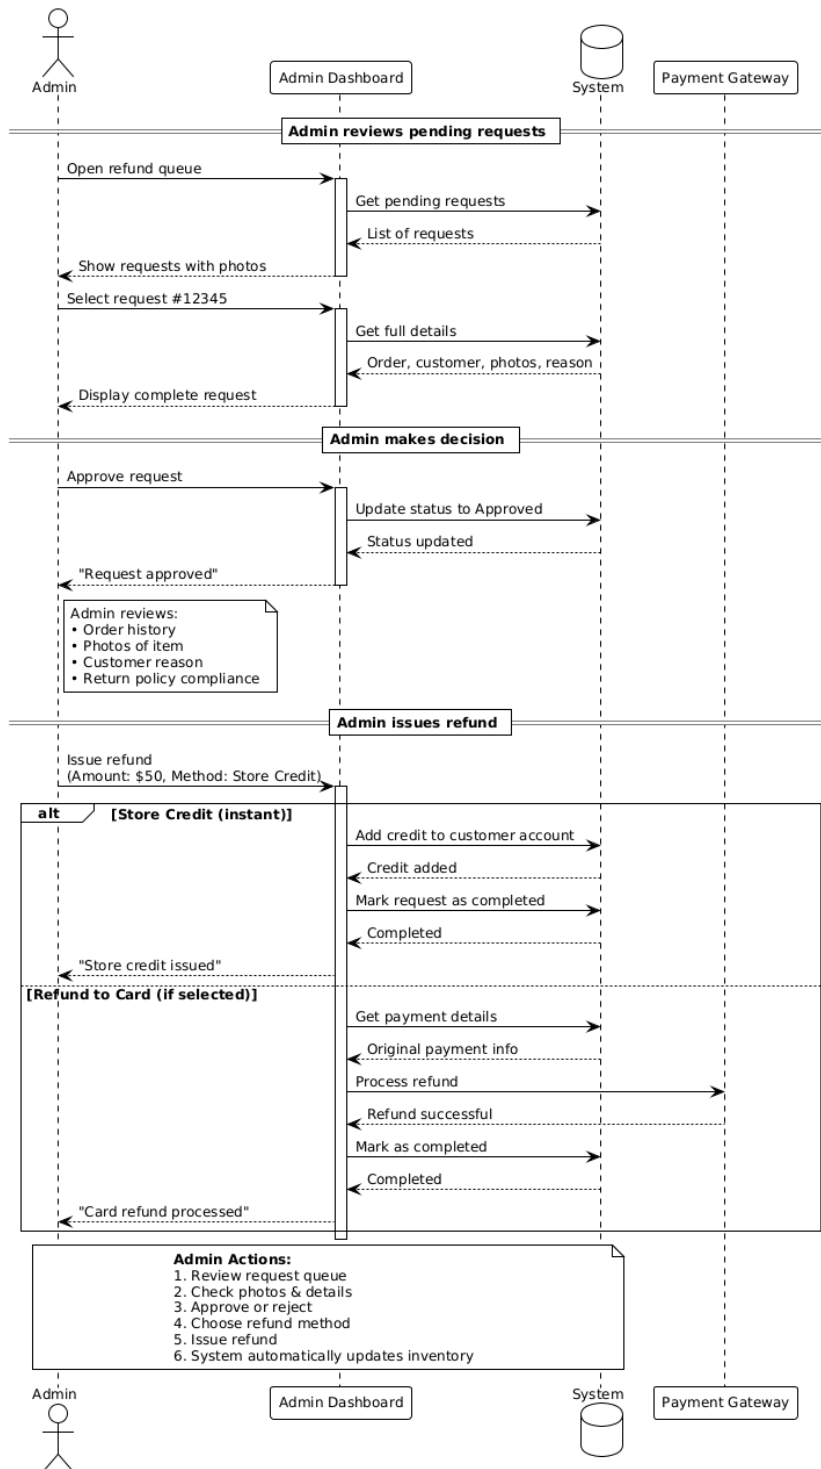 Admin
Admin Dashboard
System
Payment Gateway
Admin reviews pending requests
Open refund queue
Get pending requests
List of requests
Show requests with photos
Select request #12345
Get full details
Order, customer, photos, reason
Display complete request
Admin makes decision
Approve request
Update status to Approved
Status updated
"Request approved"
Admin reviews:
• Order history
• Photos of item
• Customer reason
• Return policy compliance
Admin issues refund
Issue refund
(Amount: $50, Method: Store Credit)
alt [Store Credit (instant)]
Add credit to customer account
Credit added
Mark request as completed
Completed
"Store credit issued"
[Refund to Card (if selected)]
Get payment details
Original payment info
Process refund
Refund successful
Mark as completed
Completed
"Card refund processed"
Admin Actions:
1. Review request queue
2. Check photos & details
3. Approve or reject
4. Choose refund method
5. Issue refund
6. System automatically updates inventory
Admin
Admin Dashboard
System
Payment Gateway